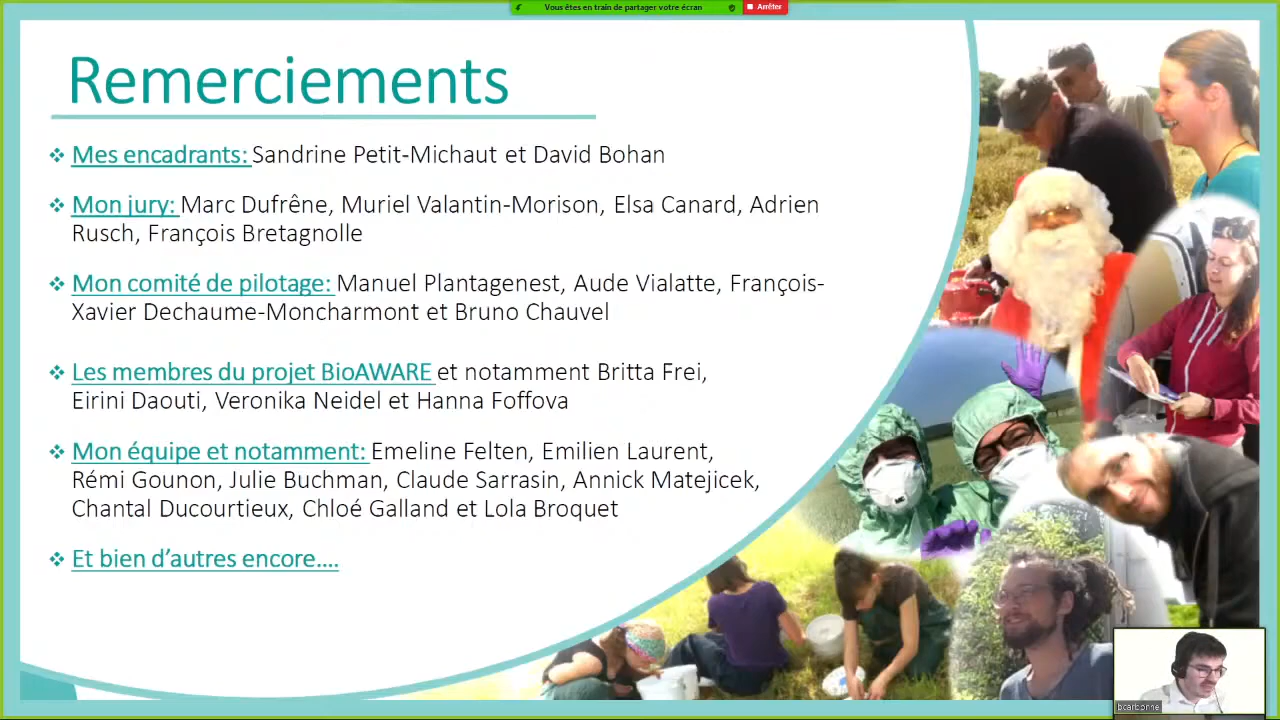 Vous êtes en train de partager votre écran
Arrêter
Remerciements
❖ Mes encadrants: Sandrine Petit-Michaut et David Bohan
❖ Mon jury: Marc Dufrêne, Muriel Valantin-Morison, Elsa Canard, Adrien
Rusch, François Bretagnolle
❖ Mon comité de pilotage: Manuel Plantagenest, Aude Vialatte, François-
Xavier Dechaume-Moncharmont et Bruno Chauvel
❖ Les membres du projet BioAWARE et notamment Britta Frei,
Eirini Daouti, Veronika Neidel et Hanna Foffova
❖ Mon équipe et notamment: Emeline Felten, Emilien Laurent,
Rémi Gounon, Julie Buchman, Claude Sarrasin, Annick Matejicek,
Chantal Ducourtieux, Chloé Galland et Lola Broquet
❖ Et bien d’autres encore….
bcarbonne